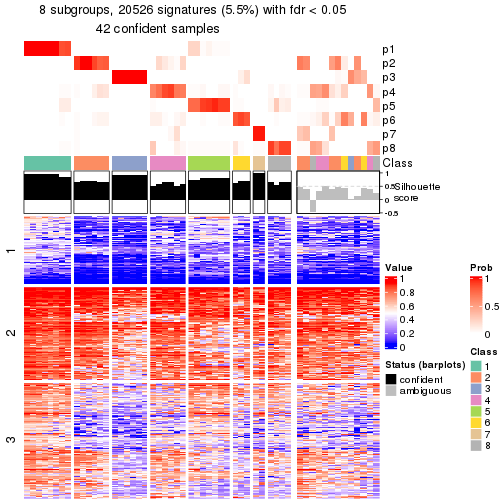 8 subgroups, 20526 signatures (5.5%) with fdr < 0.05
42 confident samples
p1
p2
p3
p4
p5
p6
p7
p8
Class
1
0.5
0
-0.5
Silhouette
score
1
2
3
Value
1
0.8
0.6
0.4
0.2
0
Prob
1
0.5
0
Status (barplots)
confident
ambiguous
Class
1
2
3
4
5
6
7
8